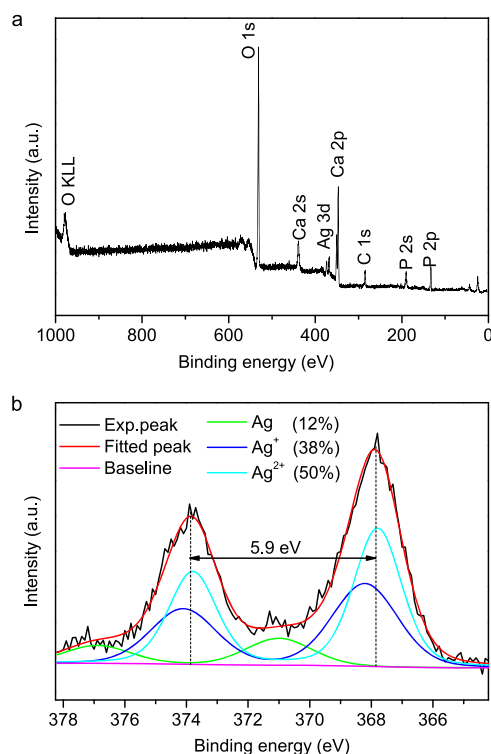 a
O KLL
O 1s
Ca 2s
Ag 3d
Ca 2p
C 1s
P 2s
P 2p
Intensity (a.u.)
1000 800 600 400 200 0
Binding energy (eV)
b
Exp.peak
Fitted peak
Baseline
Ag (12%)
Ag⁺ (38%)
Ag²⁺ (50%)
5.9 eV
Intensity (a.u.)
378 376 374 372 370 368 366
Binding energy (eV)